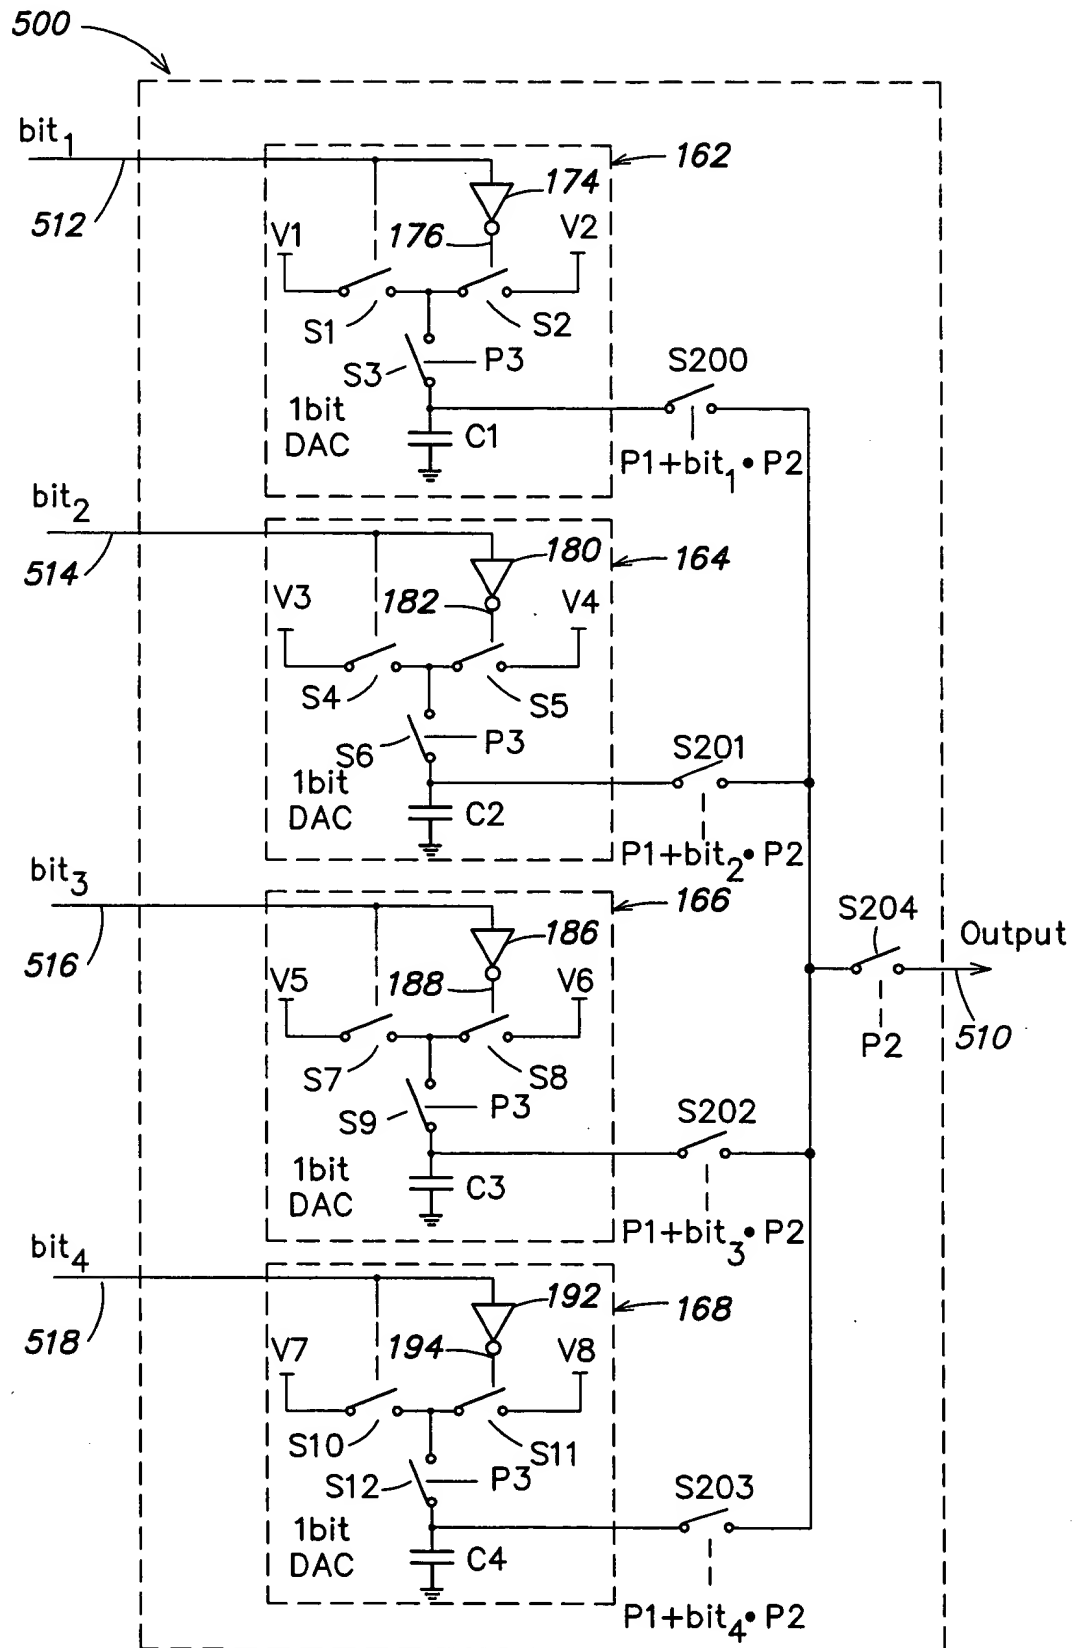 500
bit1
162
174
512
V1
176
V2
S1
S2
S3
P3
S200
1bit
DAC
C1
P1+bit1•P2
bit2
180
164
514
V3
182
V4
S4
S5
S6
P3
S201
1bit
DAC
C2
P1+bit2•P2
bit3
166
186
S204
Output
516
V5
188
V6
P2
510
S7
S8
S9
P3
S202
1bit
DAC
C3
P1+bit3•P2
bit4
192
168
518
V7
194
V8
S10
S11
S12
P3
S203
1bit
DAC
C4
P1+bit4•P2